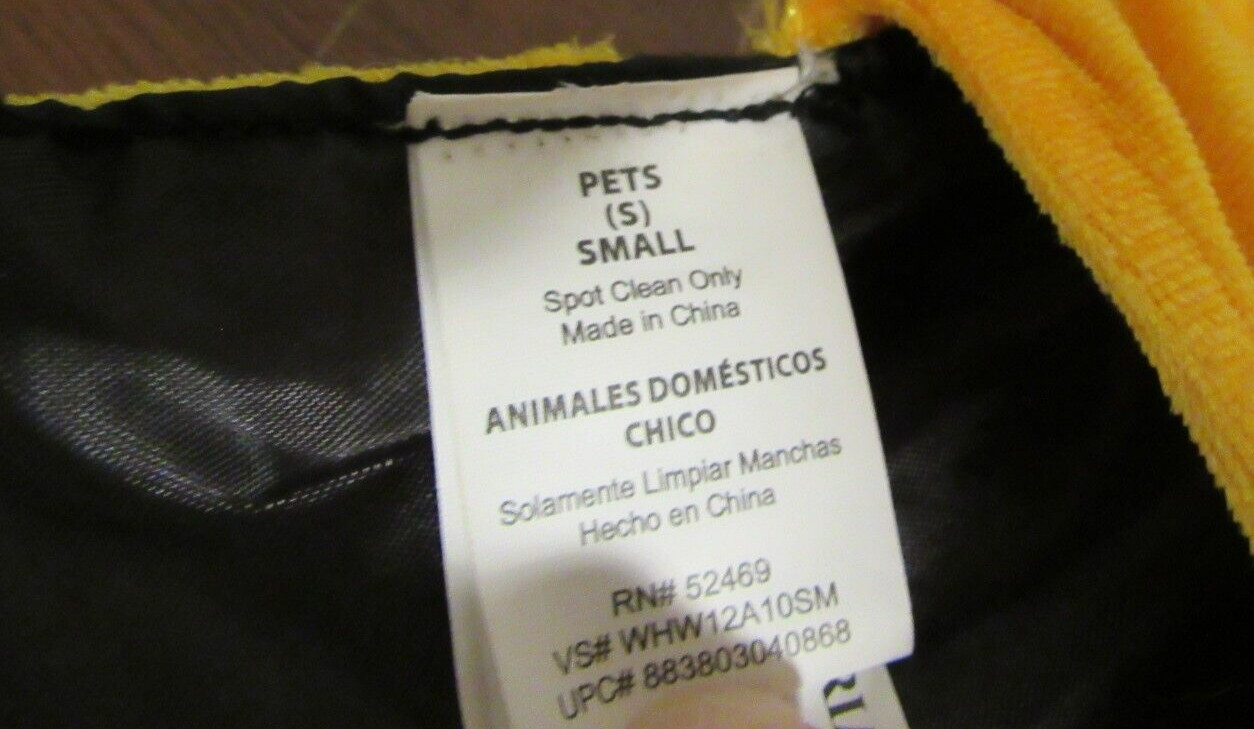 PETS
(S)
SMALL
Spot Clean Only
Made in China
ANIMALES DOMÉSTICOS
CHICO
Solamente Limpiar Manchas
Hecho en China
RN# 52469
VS# WHW12A10SM
UPC# 883803040868